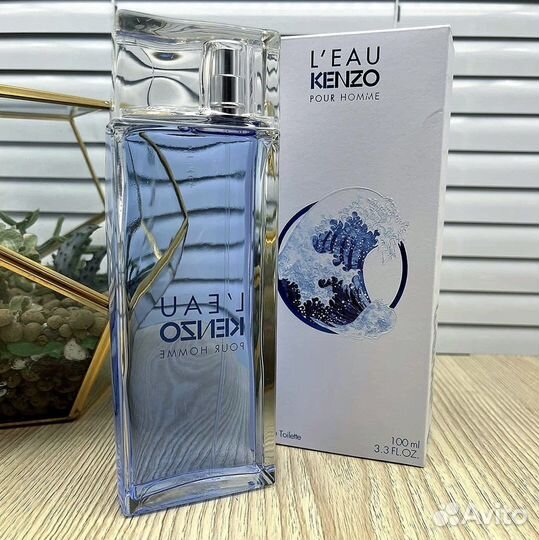 L'EAU
KENZO
POUR HOMME
L'EAU
KENZO
POUR HOMME
Toilette
100 ml
3.3 FL.OZ.
Avito